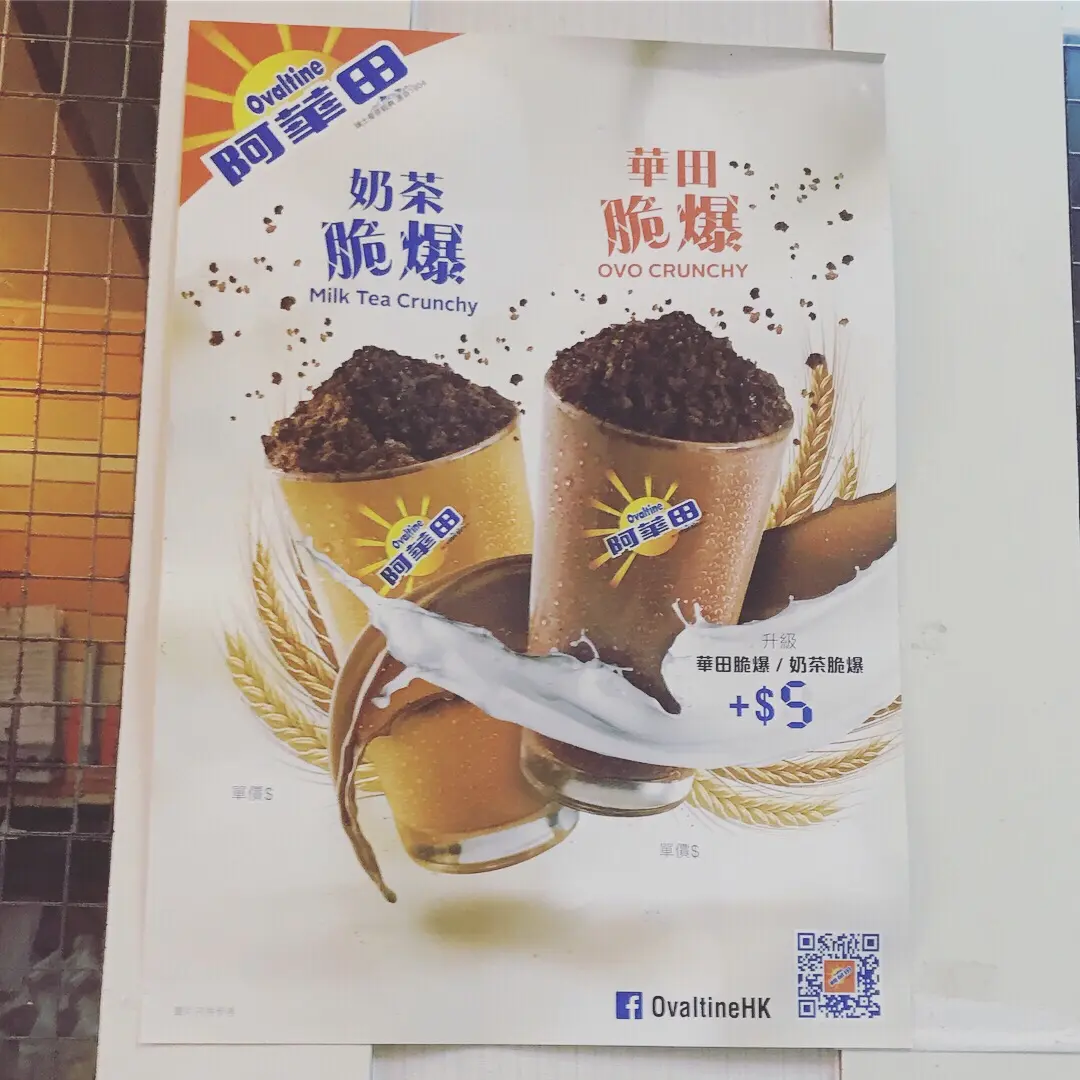 Ovaltine
阿華田
奶茶
脆爆
Milk Tea Crunchy
華田
脆爆
OVO CRUNCHY
Ovaltine
阿華田
Ovaltine
阿華田
升級
華田脆爆 / 奶茶脆爆
+$5
單價$
單價$
OvaltineHK